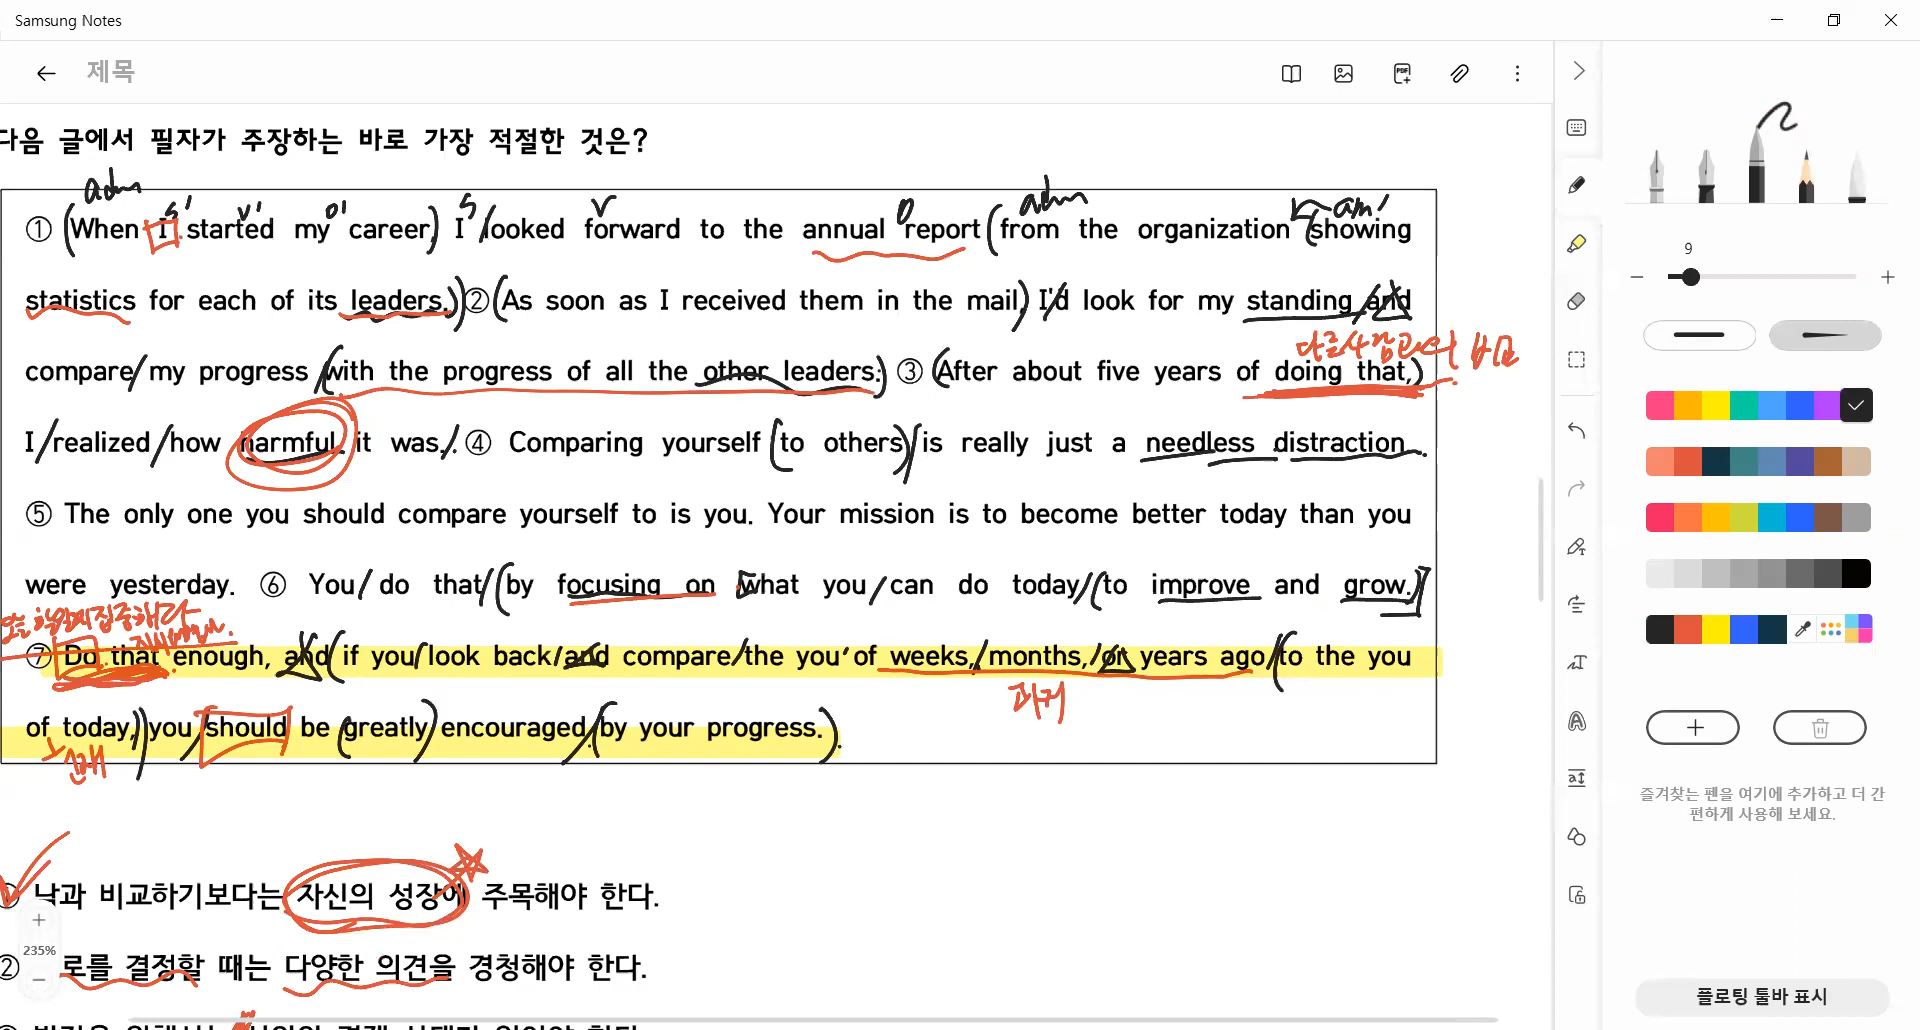 Samsung Notes
제목
다음 글에서 필자가 주장하는 바로 가장 적절한 것은?
adm s' v' o' s v o adm am'
① (When I started my career,) I looked forward to the annual report (from the organization (showing
statistics for each of its leaders.)) ② (As soon as I received them in the mail,) I'd look for my standing and
다른사람과의 비교
compare my progress (with the progress of all the other leaders.) ③ (After about five years of doing that,)
I realized how harmful it was. ④ Comparing yourself (to others) is really just a needless distraction.
⑤ The only one you should compare yourself to is you. Your mission is to become better today than you
were yesterday. ⑥ You do that (by focusing on [what you can do today (to improve and grow.)]
⑦ Do that enough, and (if you look back and compare the you of weeks, months, or years ago (to the you
과거
of today,)) you should be (greatly) encouraged (by your progress.)
현재
① 남과 비교하기보다는 자신의 성장에 주목해야 한다.
② 로를 결정할 때는 다양한 의견을 경청해야 한다.
235%
9
즐겨찾는 펜을 여기에 추가하고 더 간
편하게 사용해 보세요.
플로팅 툴바 표시